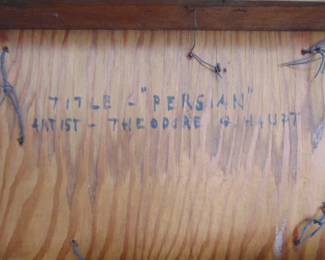 TITLE - "PERSIAN"
ARTIST - THEODORE G HAUPT